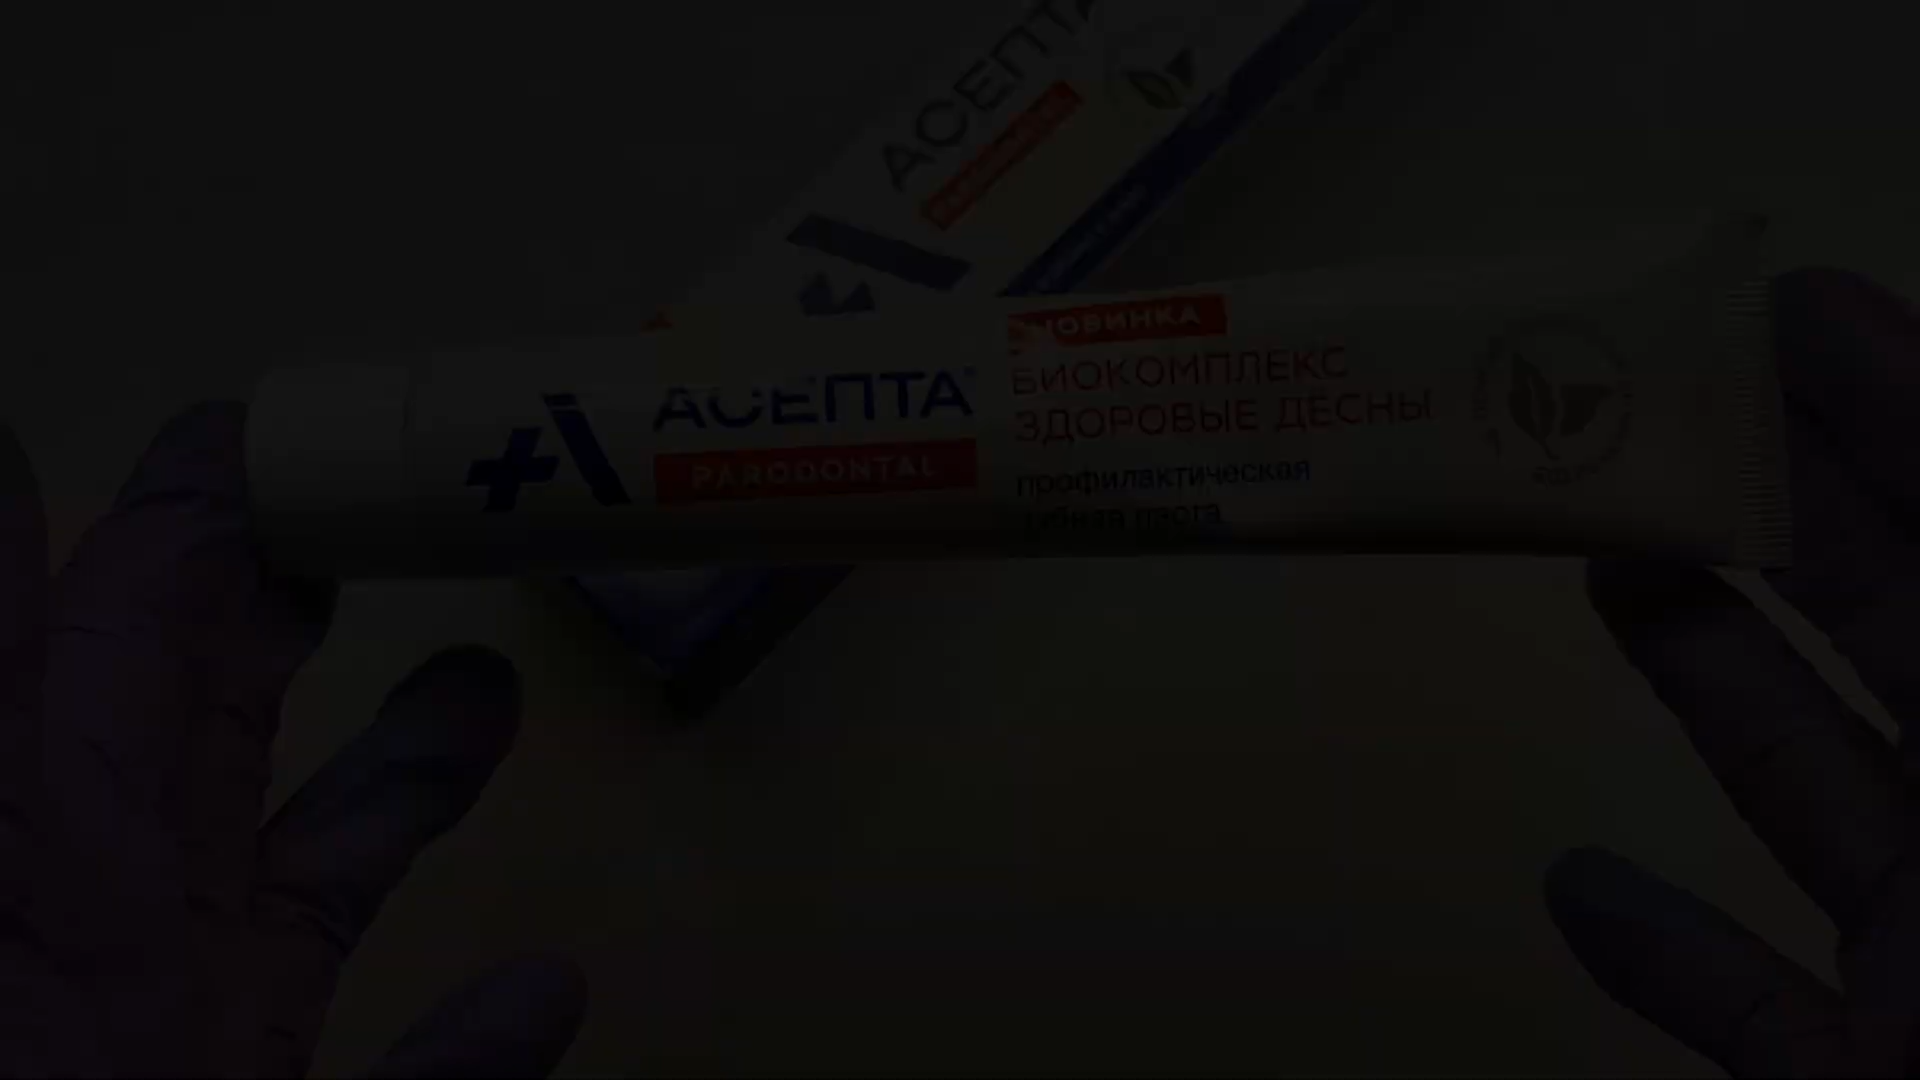 АСЕПТА
АСЕПТА®
PARODONTAL
НОВИНКА
БИОКОМПЛЕКС
ЗДОРОВЫЕ ДЕСНЫ
профилактическая
зубная паста